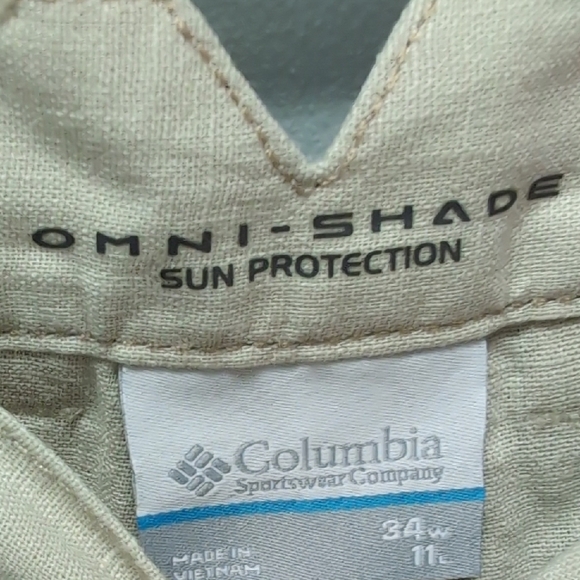 OMNI-SHADE
SUN PROTECTION
Columbia
Sportswear Company
34W
11L
MADE IN
VIETNAM